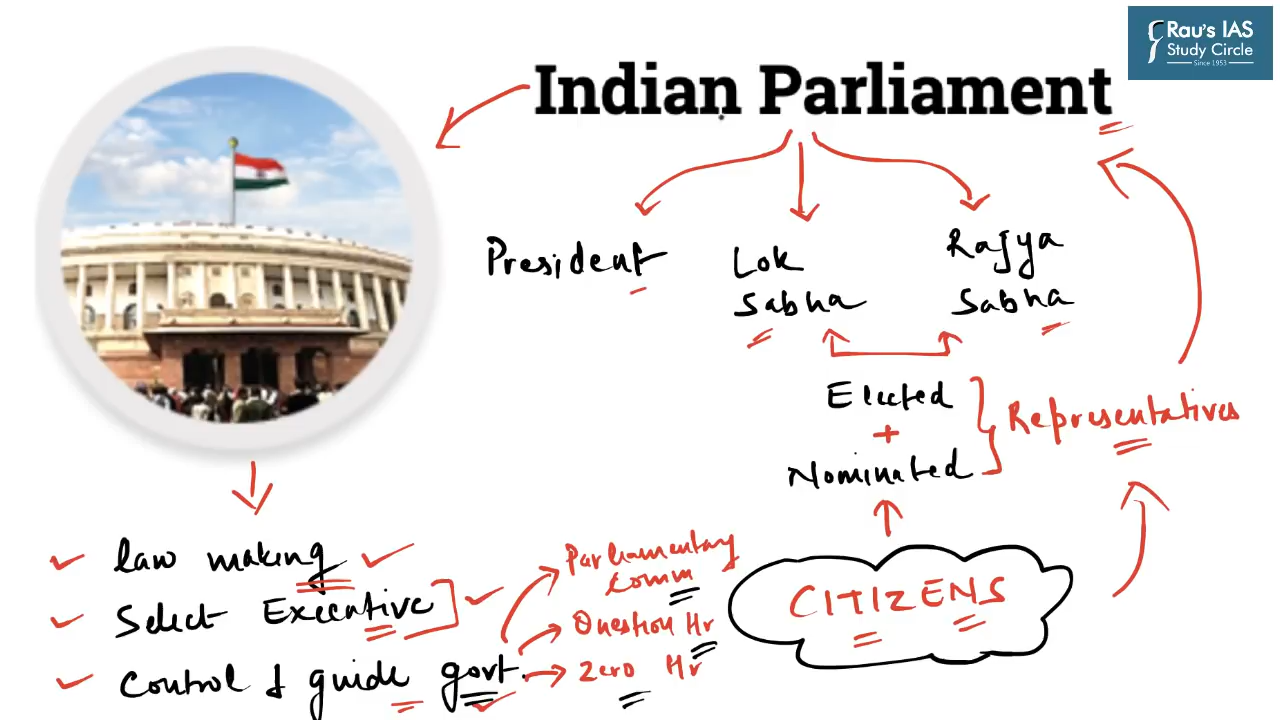 Rau's IAS
Study Circle
Since 1953
Indian Parliament
President
Lok
Sabha
Rajya
Sabha
Elected
+
Nominated
Representatives
CITIZENS
law making
Select Executive
Control & guide govt.
Parliamentary
Comm
Question Hr
Zero Hr